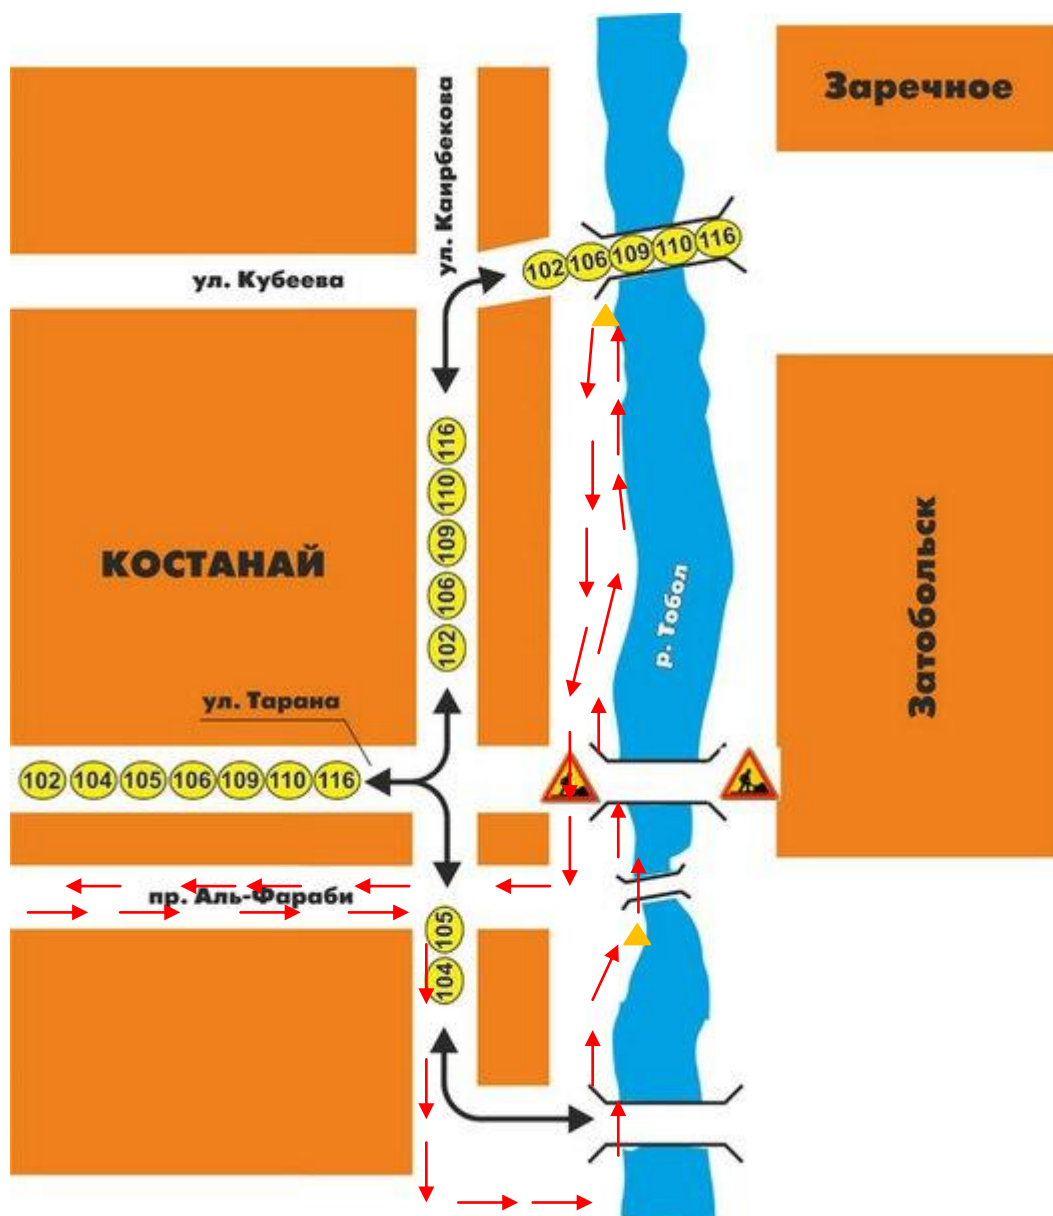 Заречное
ул. Каирбекова
102 106 109 110 116
ул. Кубеева
116
110
109
106
102
КОСТАНАЙ
р. Тобол
Затобольск
ул. Тарана
102 104 105 106 109 110 116
пр. Аль-Фараби
105
104